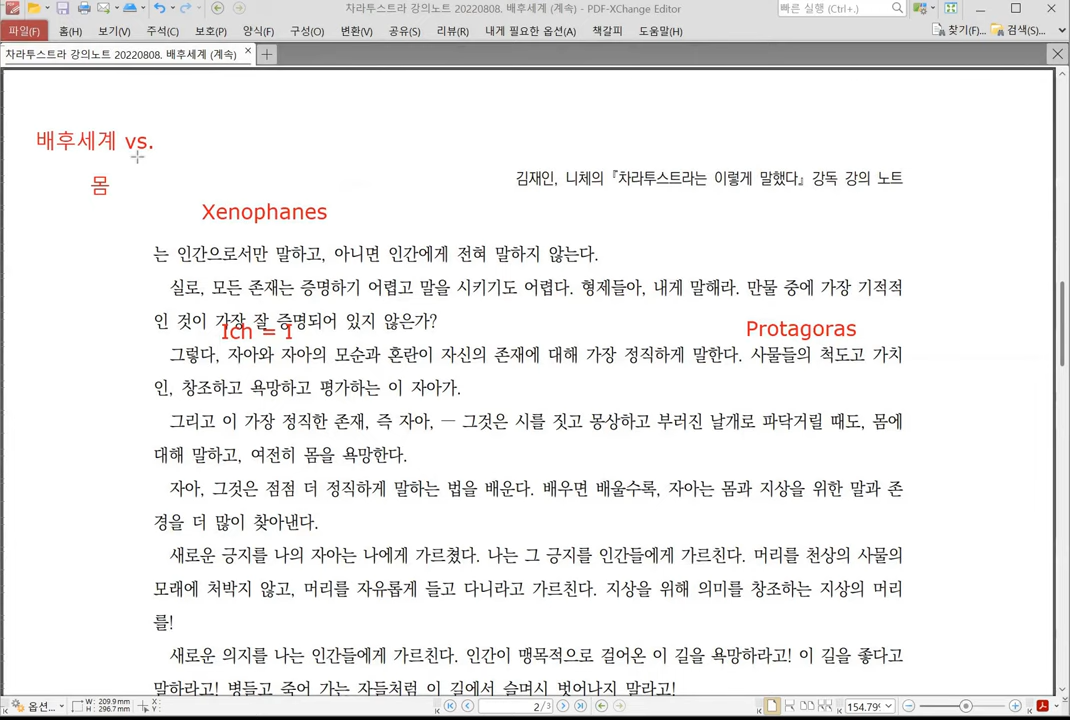 차라투스트라 강의노트 20220808. 배후세계 (계속) - PDF-XChange Editor
빠른 실행 (Ctrl+.)
파일(F) 홈(H) 보기(V) 주석(C) 보호(P) 양식(F) 구성(O) 변환(V) 공유(S) 리뷰(R) 내게 필요한 옵션(A) 책갈피 도움말(H) 찾기(F)... 검색(S)...
차라투스트라 강의노트 20220808. 배후세계 (계속)
배후세계 vs.
몸
김재인, 니체의 『차라투스트라는 이렇게 말했다』 강독 강의 노트
Xenophanes
는 인간으로서만 말하고, 아니면 인간에게 전혀 말하지 않는다.
실로, 모든 존재는 증명하기 어렵고 말을 시키기도 어렵다. 형제들아, 내게 말해라. 만물 중에 가장 기적적
인 것이 가장 잘 증명되어 있지 않은가?
Ich = I
Protagoras
그렇다, 자아와 자아의 모순과 혼란이 자신의 존재에 대해 가장 정직하게 말한다. 사물들의 척도고 가치
인, 창조하고 욕망하고 평가하는 이 자아가.
그리고 이 가장 정직한 존재, 즉 자아, — 그것은 시를 짓고 몽상하고 부러진 날개로 파닥거릴 때도, 몸에
대해 말하고, 여전히 몸을 욕망한다.
자아, 그것은 점점 더 정직하게 말하는 법을 배운다. 배우면 배울수록, 자아는 몸과 지상을 위한 말과 존
경을 더 많이 찾아낸다.
새로운 긍지를 나의 자아는 나에게 가르쳤다. 나는 그 긍지를 인간들에게 가르친다. 머리를 천상의 사물의
모래에 처박지 않고, 머리를 자유롭게 들고 다니라고 가르친다. 지상을 위해 의미를 창조하는 지상의 머리
를!
새로운 의지를 나는 인간들에게 가르친다. 인간이 맹목적으로 걸어온 이 길을 욕망하라고! 이 길을 좋다고
말하라고! 병들고 죽어 가는 자들처럼 이 길에서 슬며시 벗어나지 말라고!
옵션... W: 209.9 mm X:
H: 296.7 mm Y:
2/3
154.79%